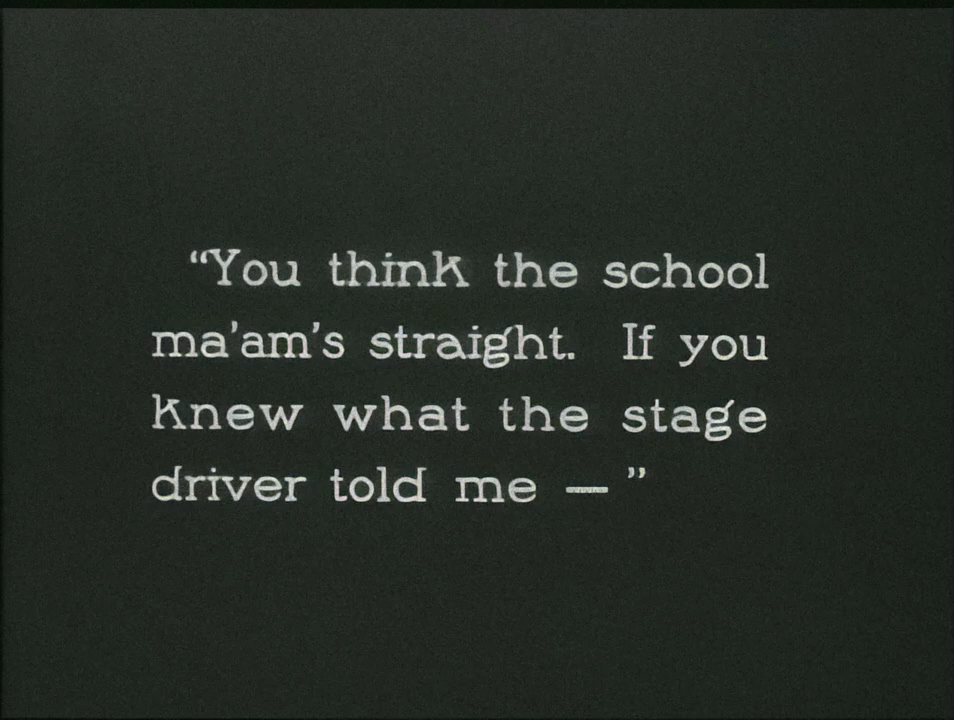 “You think the school
ma'am's straight. If you
knew what the stage
driver told me — ”